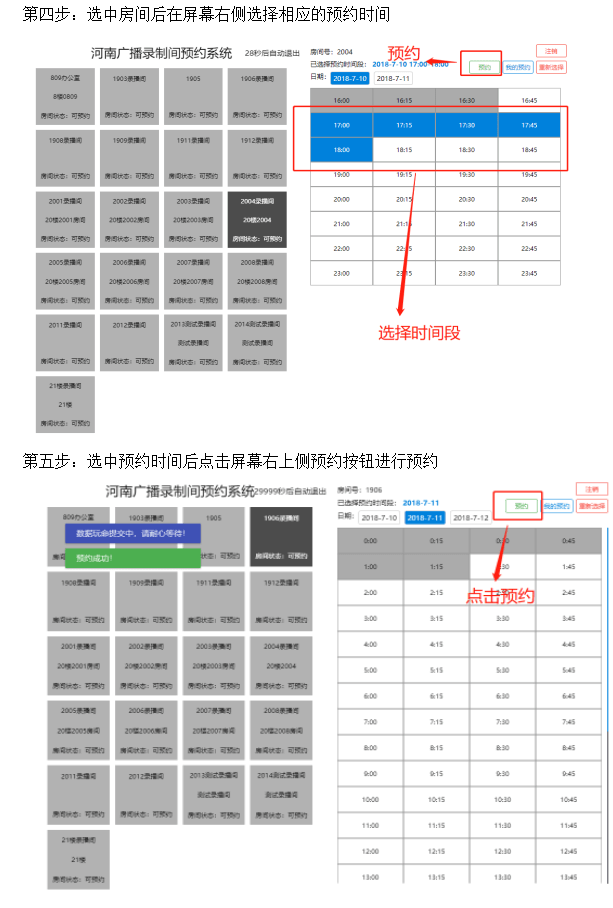 第四步：选中房间后在屏幕右侧选择相应的预约时间
河南广播录制间预约系统 28秒后自动退出
房间号：2004
注销
已选择预约时间段：2018-7-10 17:00 18:00
预约
预约 我的预约 重新选择
日期： 2018-7-10 2018-7-11
809办公室 1903录播间 1905 1906录播间
8楼0809
房间状态：可预约 房间状态：可预约 房间状态：可预约 房间状态：可预约
1908录播间 1909录播间 1911录播间 1912录播间
房间状态：可预约 房间状态：可预约 房间状态：可预约 房间状态：可预约
2001录播间 2002录播间 2003录播间 2004录播间
20楼2001房间 20楼2002房间 20楼2003房间 20楼2004
房间状态：可预约 房间状态：可预约 房间状态：可预约 房间状态：可预约
2005录播间 2006录播间 2007录播间 2008录播间
20楼2005房间 20楼2006房间 20楼2007房间 20楼2008房间
房间状态：可预约 房间状态：可预约 房间状态：可预约 房间状态：可预约
2011录播间 2012录播间 2013测试录播间 2014测试录播间
测试录播间 测试录播间
房间状态：可预约 房间状态：可预约 房间状态：可预约 房间状态：可预约
21楼录播间
21楼
房间状态：可预约
16:00 16:15 16:30 16:45
17:00 17:15 17:30 17:45
18:00 18:15 18:30 18:45
19:00 19:15 19:30 19:45
20:00 20:15 20:30 20:45
21:00 21:15 21:30 21:45
22:00 22:15 22:30 22:45
23:00 23:15 23:30 23:45
选择时间段
第五步：选中预约时间后点击屏幕右上侧预约按钮进行预约
河南广播录制间预约系统 29999秒后自动退出
房间号：1906
注销
已选择预约时间段：2018-7-11
预约 我的预约 重新选择
日期： 2018-7-10 2018-7-11 2018-7-12
809办公室 1903录播间 1905 1906录播间
数据玩命提交中，请耐心等待！
预约成功！
房间状态：可预约
1908录播间 1909录播间 1911录播间 1912录播间
房间状态：可预约 房间状态：可预约 房间状态：可预约 房间状态：可预约
2001录播间 2002录播间 2003录播间 2004录播间
20楼2001房间 20楼2002房间 20楼2003房间 20楼2004
房间状态：可预约 房间状态：可预约 房间状态：可预约 房间状态：可预约
2005录播间 2006录播间 2007录播间 2008录播间
20楼2005房间 20楼2006房间 20楼2007房间 20楼2008房间
房间状态：可预约 房间状态：可预约 房间状态：可预约 房间状态：可预约
2011录播间 2012录播间 2013测试录播间 2014测试录播间
测试录播间 测试录播间
房间状态：可预约 房间状态：可预约 房间状态：可预约 房间状态：可预约
21楼录播间
21楼
房间状态：可预约
0:00 0:15 0:30 0:45
1:00 1:15 1:30 1:45
2:00 2:15 2:30 2:45
点击预约
3:00 3:15 3:30 3:45
4:00 4:15 4:30 4:45
5:00 5:15 5:30 5:45
6:00 6:15 6:30 6:45
7:00 7:15 7:30 7:45
8:00 8:15 8:30 8:45
9:00 9:15 9:30 9:45
10:00 10:15 10:30 10:45
11:00 11:15 11:30 11:45
12:00 12:15 12:30 12:45
13:00 13:15 13:30 13:45